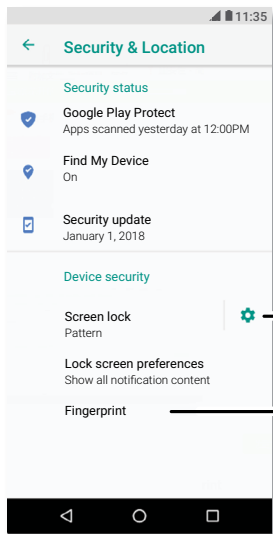 11:35
Security & Location
Security status
Google Play Protect
Apps scanned yesterday at 12:00PM
Find My Device
On
Security update
January 1, 2018
Device security
Screen lock
Pattern
Lock screen preferences
Show all notification content
Fingerprint